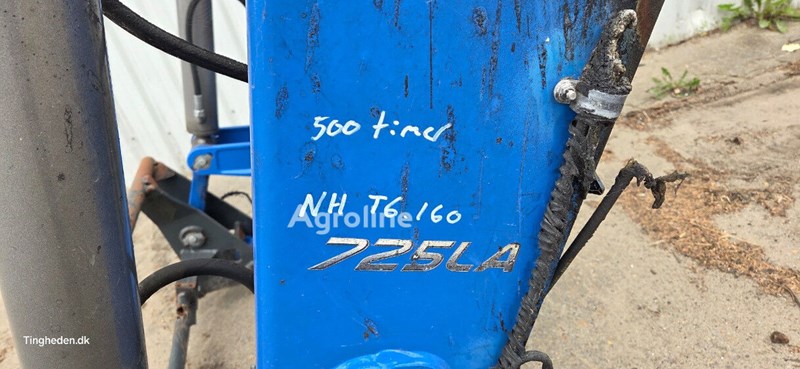 500 timer
NH T6.160
Agroline
725LA
Tingheden.dk